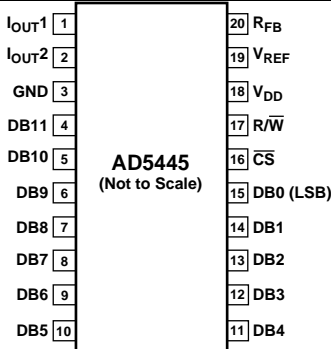 IOUT1 1
IOUT2 2
GND 3
DB11 4
DB10 5
DB9 6
DB8 7
DB7 8
DB6 9
DB5 10
AD5445
(Not to Scale)
20 RFB
19 VREF
18 VDD
17 R/W̅
16 C̅S̅
15 DB0 (LSB)
14 DB1
13 DB2
12 DB3
11 DB4